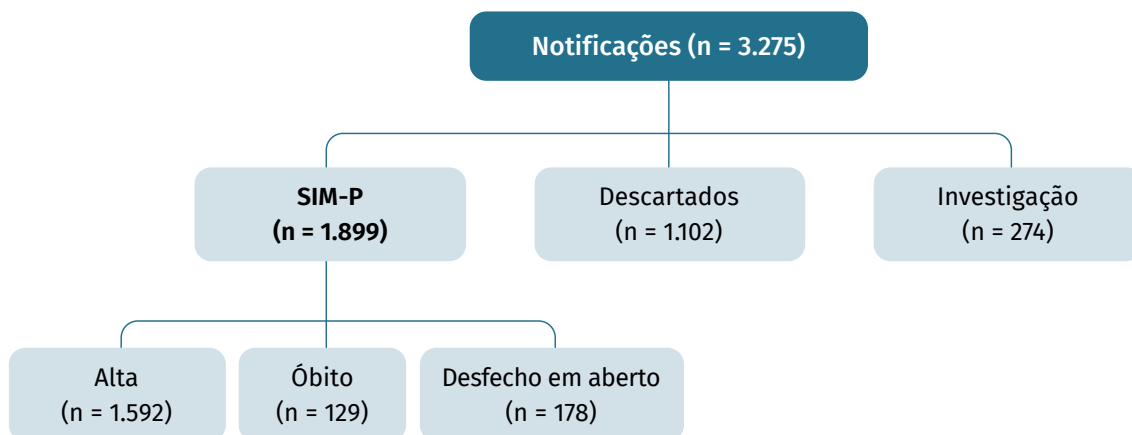 Notificações (n = 3.275)
SIM-P
(n = 1.899)
Descartados
(n = 1.102)
Investigação
(n = 274)
Alta
(n = 1.592)
Óbito
(n = 129)
Desfecho em aberto
(n = 178)